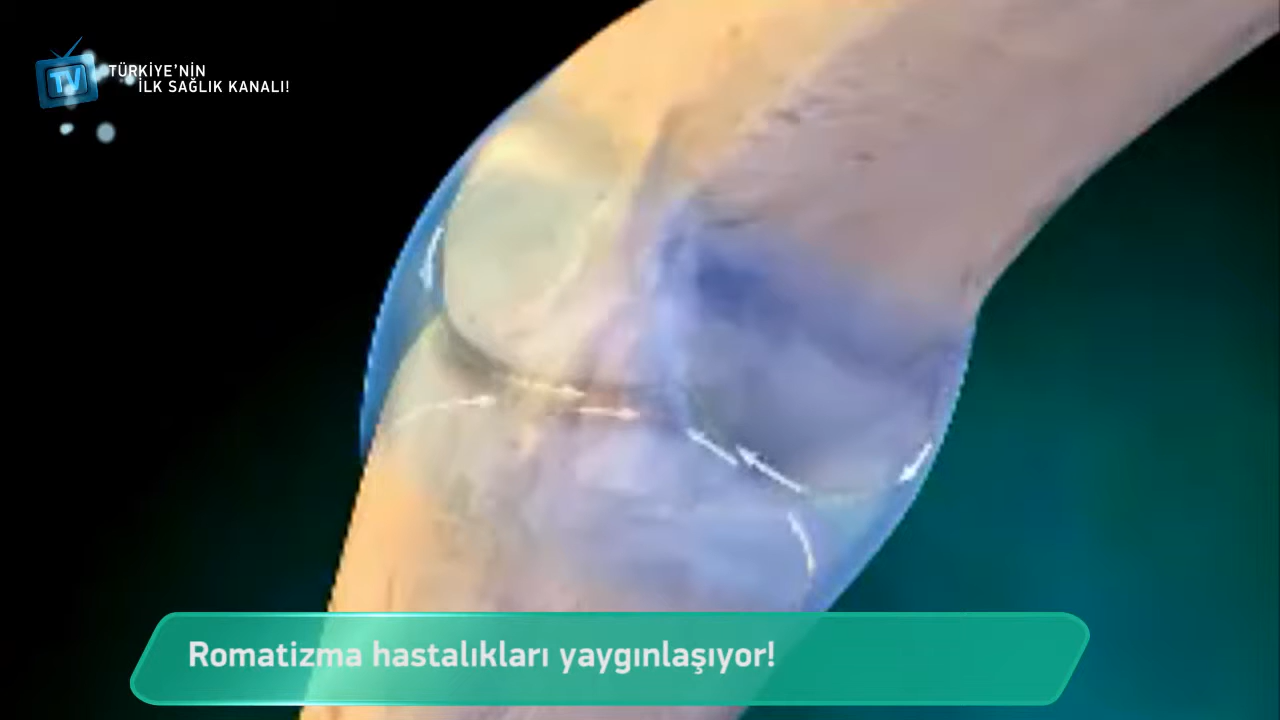 TV
TÜRKİYE'NİN
İLK SAĞLIK KANALI!
Romatizma hastalıkları yaygınlaşıyor!